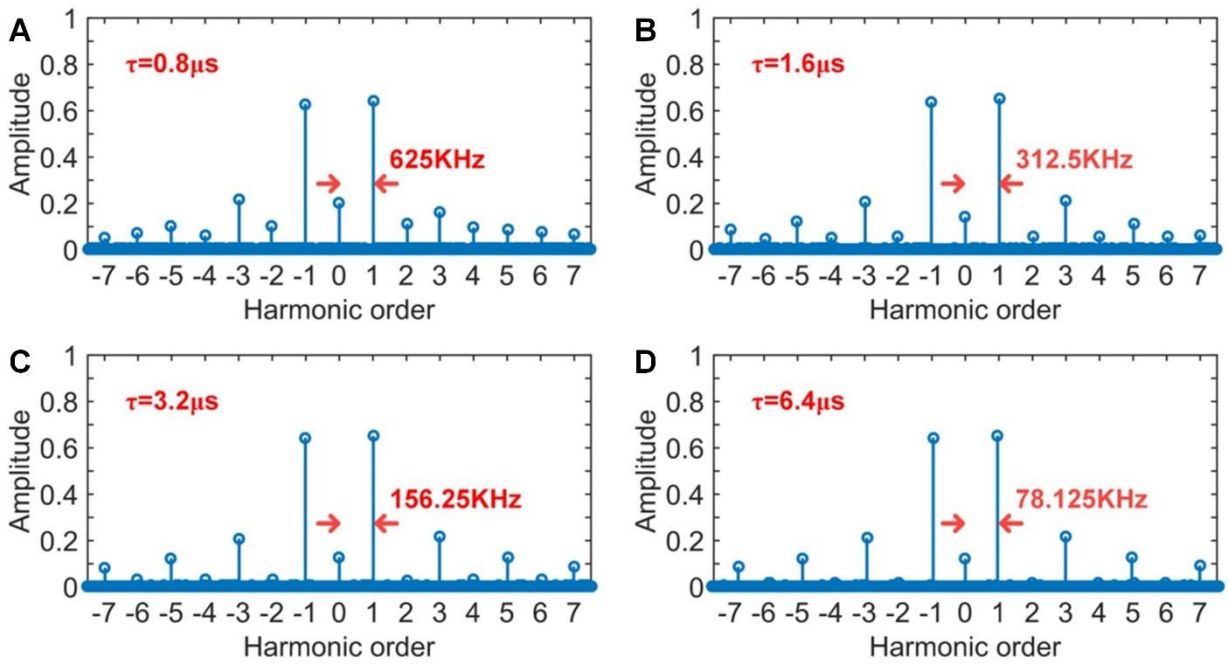 A
τ=0.8μs
625KHz
Amplitude
1
0.8
0.6
0.4
0.2
0
-7 -6 -5 -4 -3 -2 -1 0 1 2 3 4 5 6 7
Harmonic order
B
τ=1.6μs
312.5KHz
Amplitude
1
0.8
0.6
0.4
0.2
0
-7 -6 -5 -4 -3 -2 -1 0 1 2 3 4 5 6 7
Harmonic order
C
τ=3.2μs
156.25KHz
Amplitude
1
0.8
0.6
0.4
0.2
0
-7 -6 -5 -4 -3 -2 -1 0 1 2 3 4 5 6 7
Harmonic order
D
τ=6.4μs
78.125KHz
Amplitude
1
0.8
0.6
0.4
0.2
0
-7 -6 -5 -4 -3 -2 -1 0 1 2 3 4 5 6 7
Harmonic order